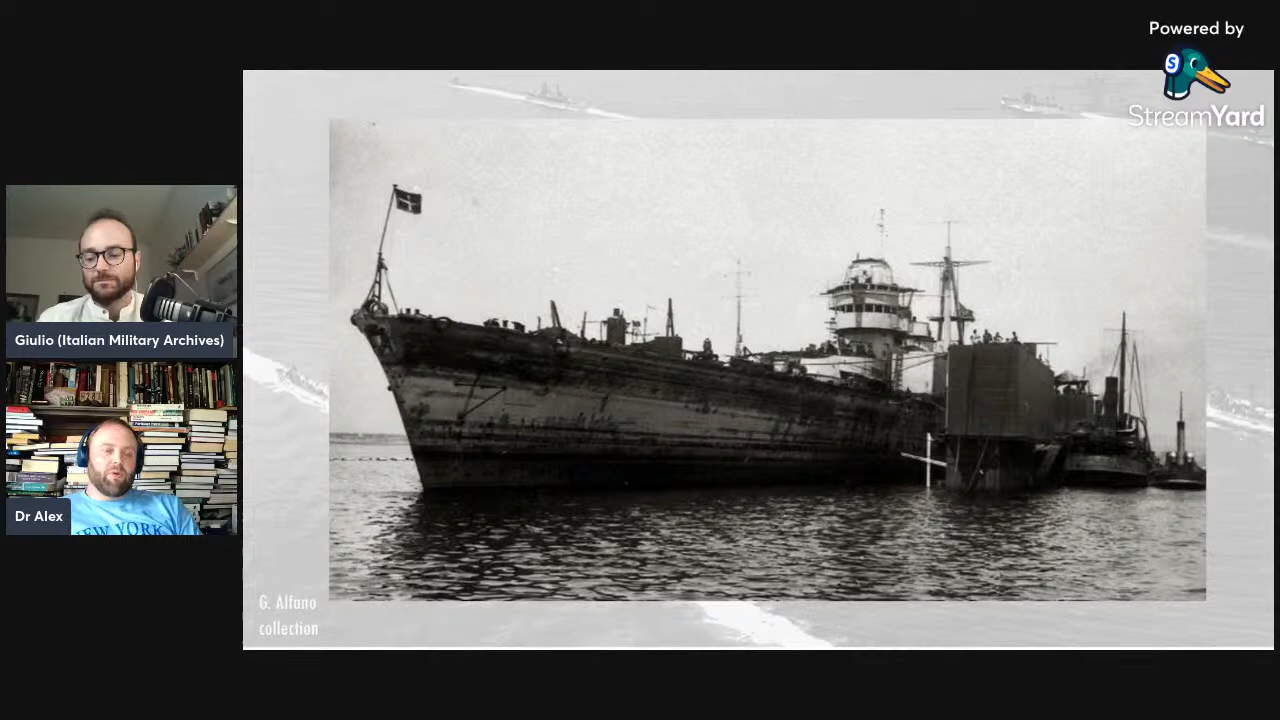 Powered by
S
StreamYard
Giulio (Italian Military Archives)
Dr Alex
NEW YORK
G. Alfano
collection